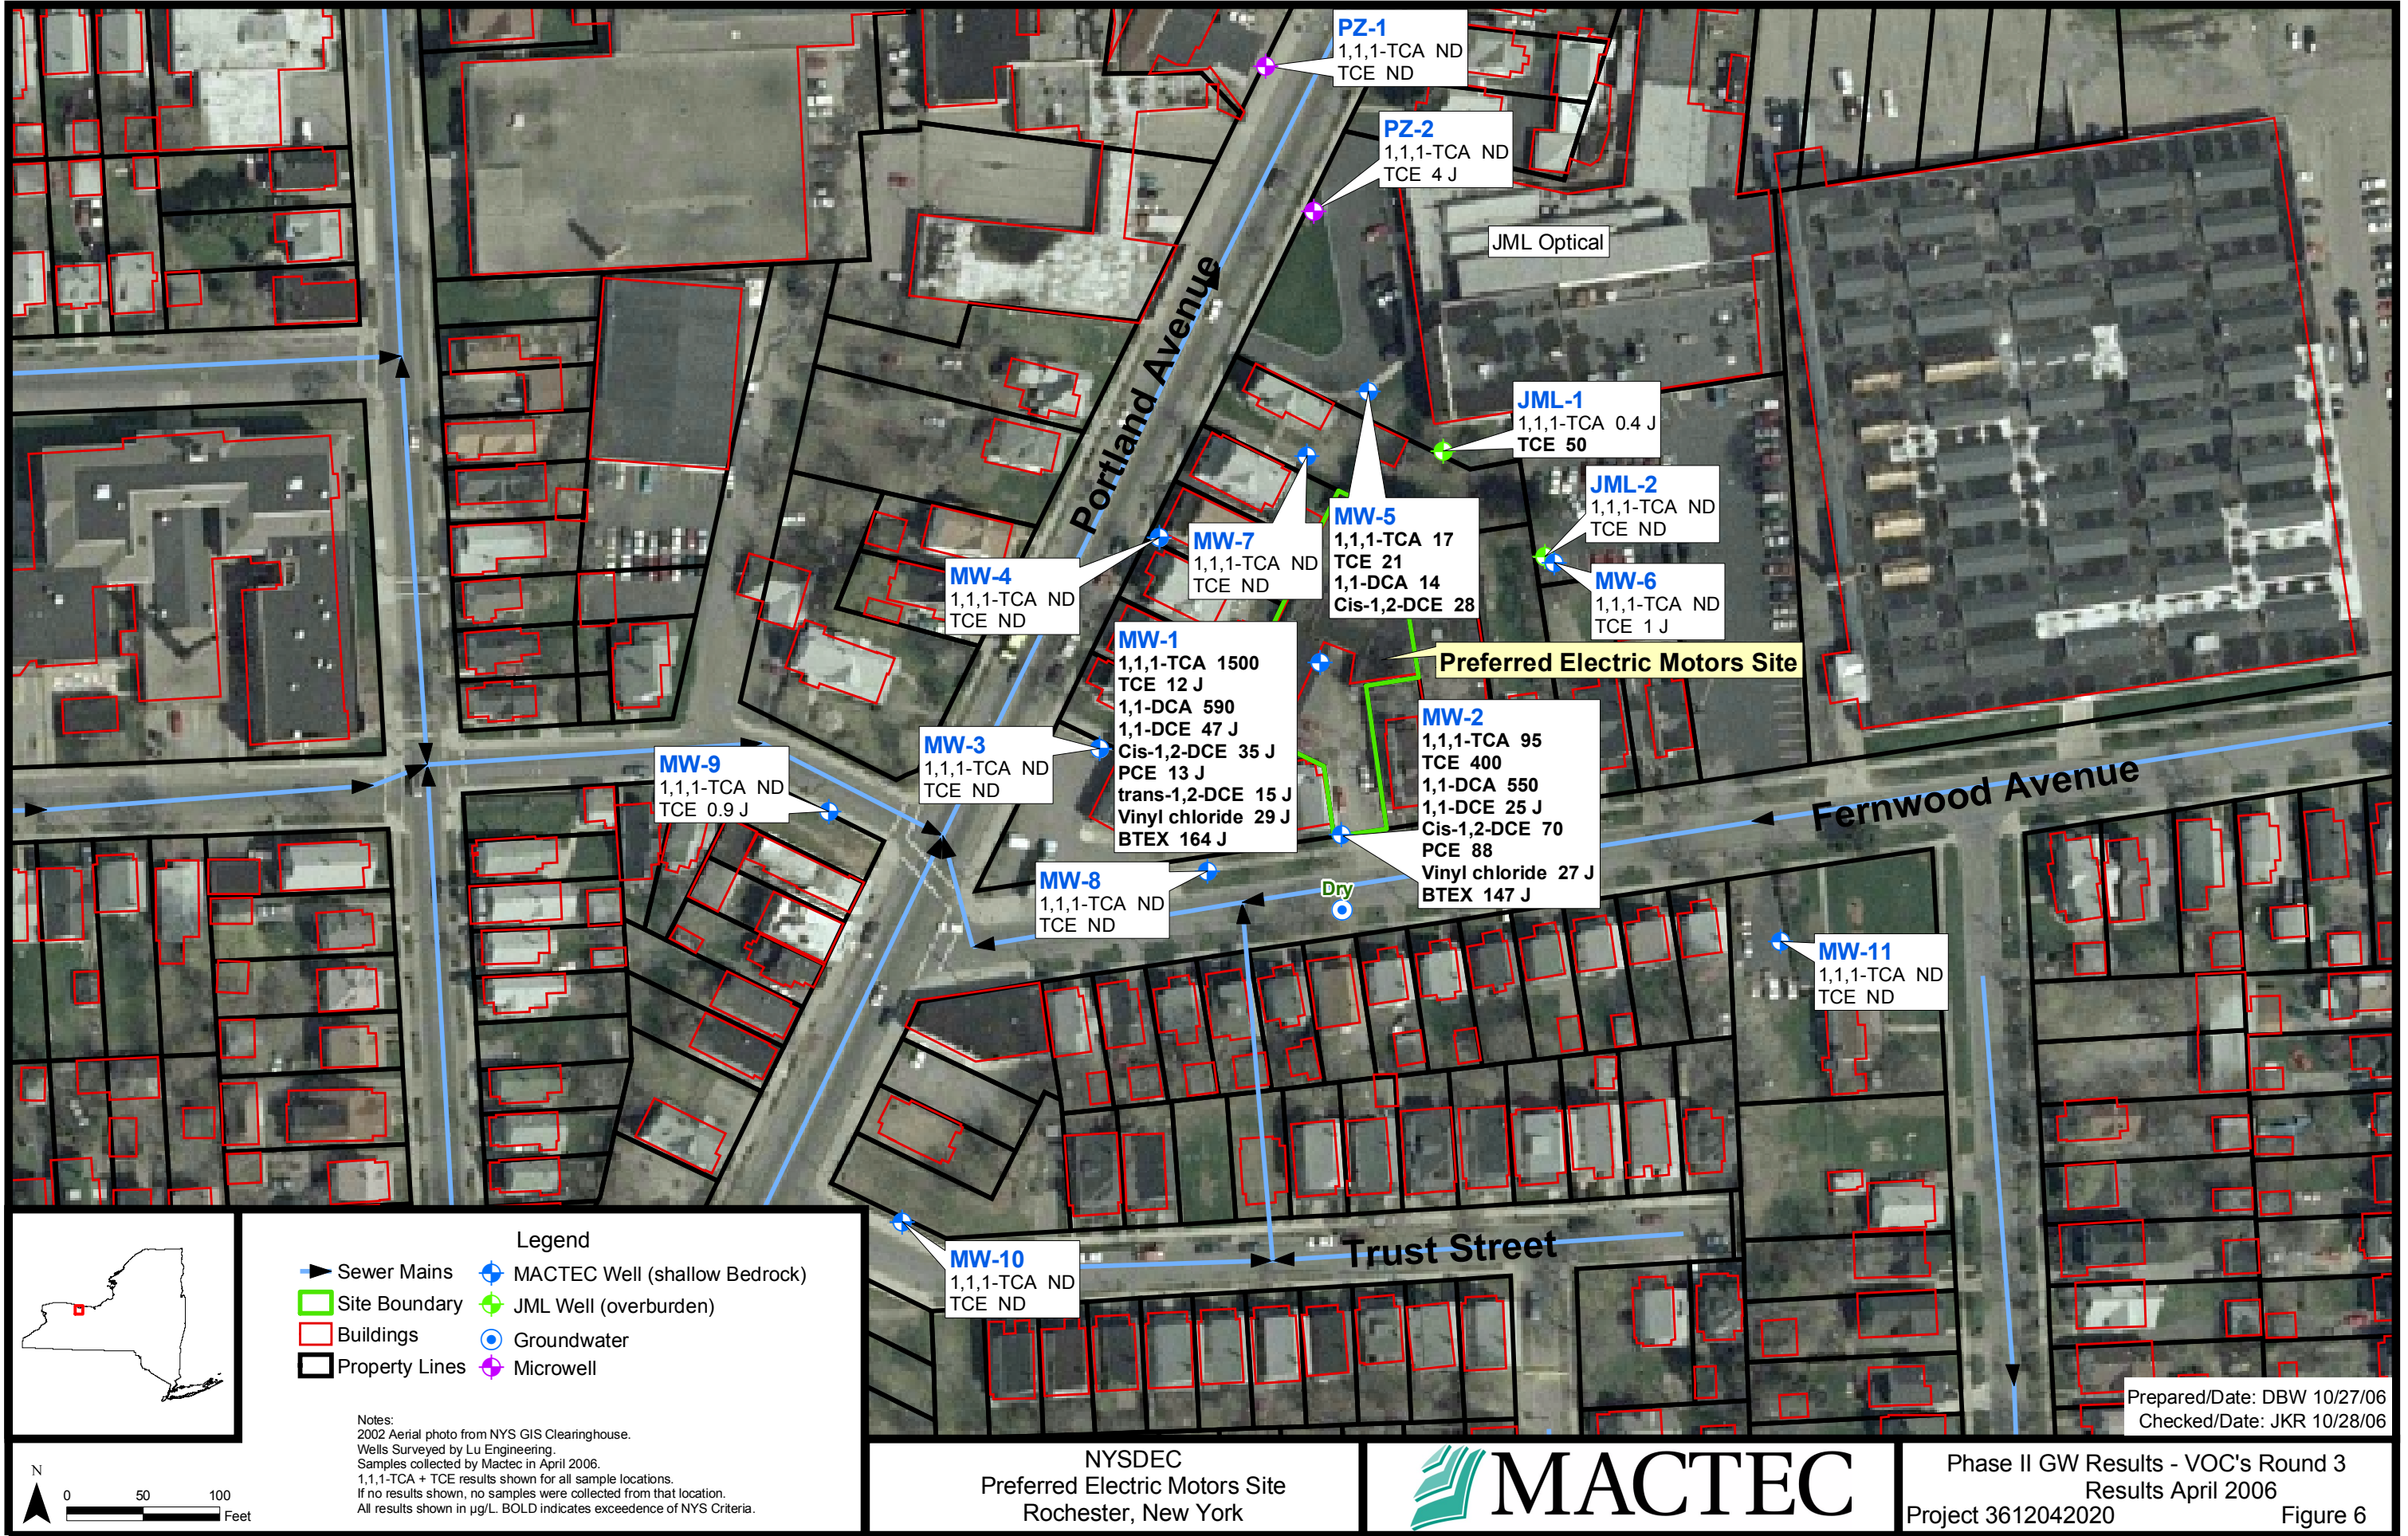 PZ-1
1,1,1-TCA ND
TCE ND
PZ-2
1,1,1-TCA ND
TCE 4 J
JML Optical
Portland Avenue
JML-1
1,1,1-TCA 0.4 J
TCE 50
JML-2
1,1,1-TCA ND
TCE ND
MW-5
1,1,1-TCA 17
TCE 21
1,1-DCA 14
Cis-1,2-DCE 28
MW-7
1,1,1-TCA ND
TCE ND
MW-4
1,1,1-TCA ND
TCE ND
MW-6
1,1,1-TCA ND
TCE 1 J
MW-1
1,1,1-TCA 1500
TCE 12 J
1,1-DCA 590
1,1-DCE 47 J
Cis-1,2-DCE 35 J
PCE 13 J
trans-1,2-DCE 15 J
Vinyl chloride 29 J
BTEX 164 J
Preferred Electric Motors Site
MW-2
1,1,1-TCA 95
TCE 400
1,1-DCA 550
1,1-DCE 25 J
Cis-1,2-DCE 70
PCE 88
Vinyl chloride 27 J
BTEX 147 J
MW-3
1,1,1-TCA ND
TCE ND
MW-9
1,1,1-TCA ND
TCE 0.9 J
Fernwood Avenue
MW-8
1,1,1-TCA ND
TCE ND
Dry
MW-11
1,1,1-TCA ND
TCE ND
MW-10
1,1,1-TCA ND
TCE ND
Trust Street
Legend
Sewer Mains
Site Boundary
Buildings
Property Lines
MACTEC Well (shallow Bedrock)
JML Well (overburden)
Groundwater
Microwell
Notes:
2002 Aerial photo from NYS GIS Clearinghouse.
Wells Surveyed by Lu Engineering.
Samples collected by Mactec in April 2006.
1,1,1-TCA + TCE results shown for all sample locations.
If no results shown, no samples were collected from that location.
All results shown in µg/L. BOLD indicates exceedence of NYS Criteria.
N
0 50 100
Feet
NYSDEC
Preferred Electric Motors Site
Rochester, New York
MACTEC
Prepared/Date: DBW 10/27/06
Checked/Date: JKR 10/28/06
Phase II GW Results - VOC's Round 3
Results April 2006
Project 3612042020 Figure 6